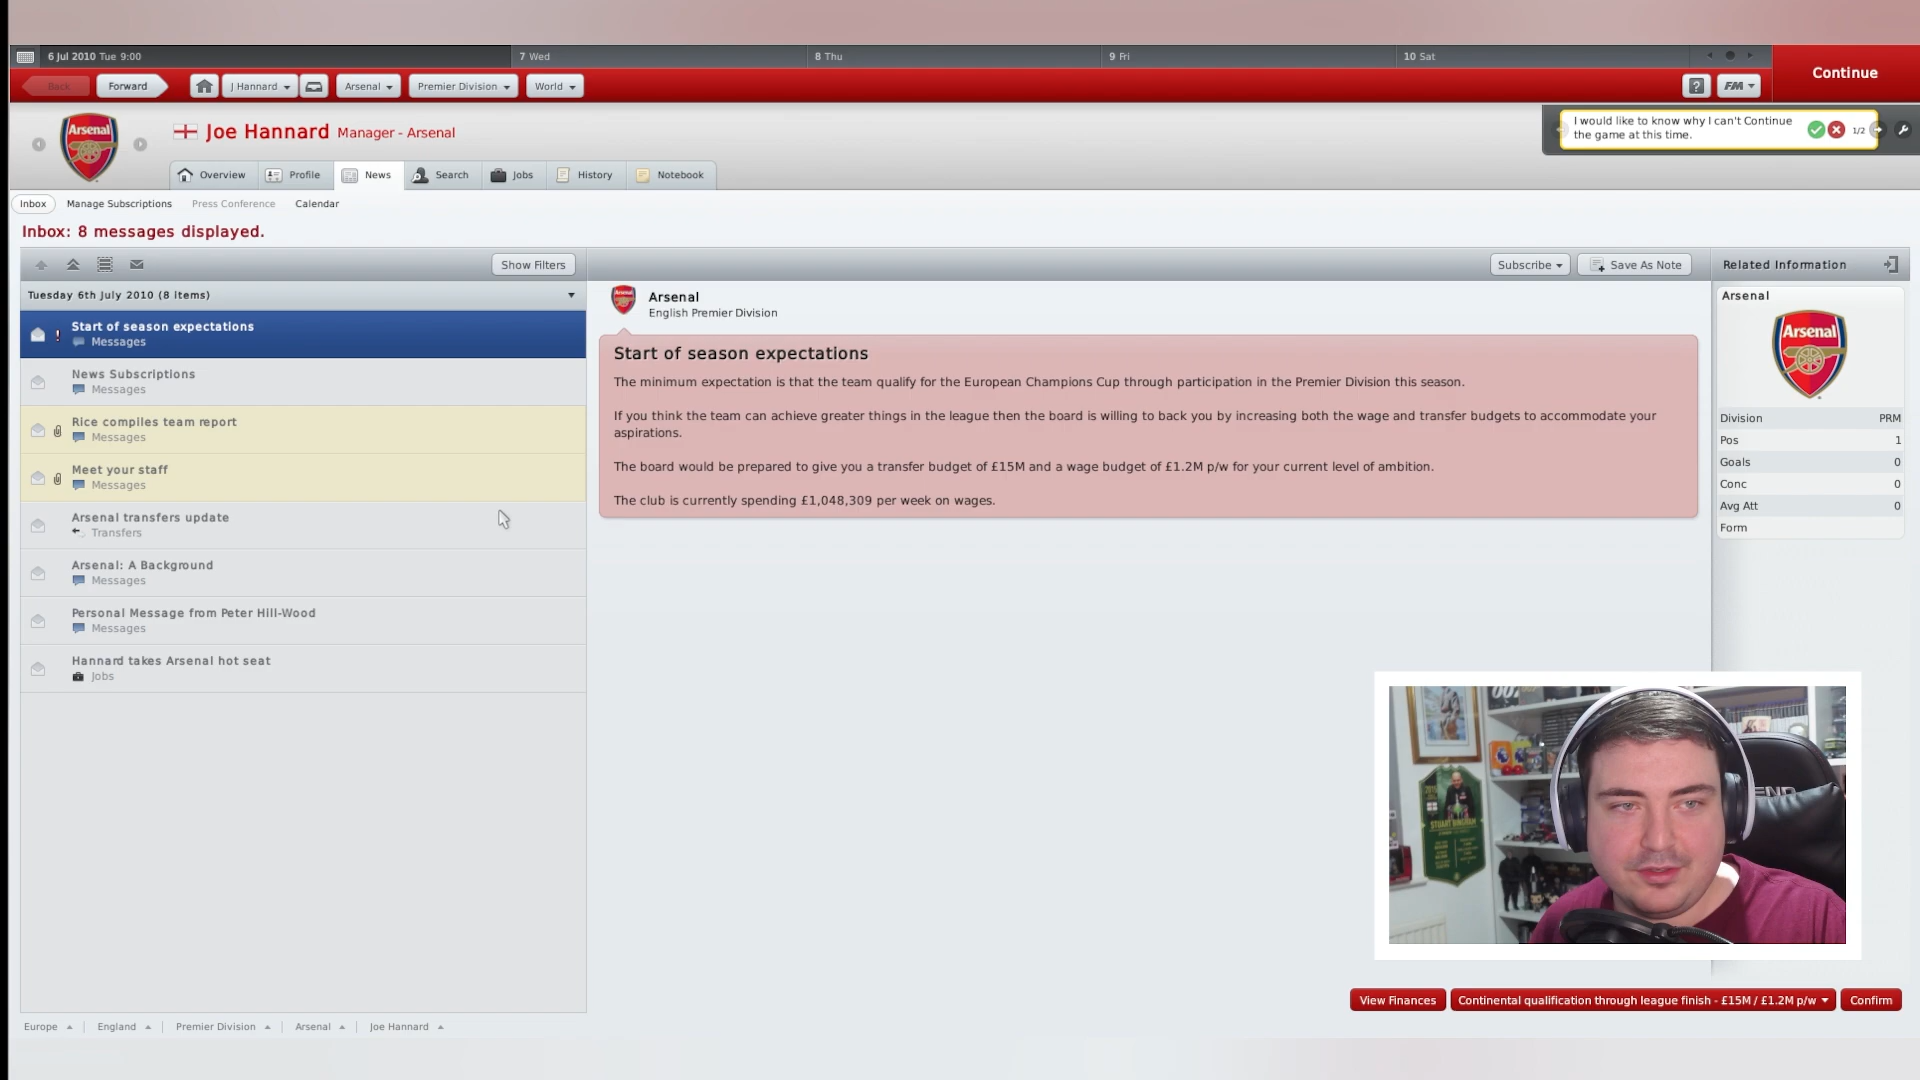 6 Jul 2010 Tue 9:00
7 Wed
8 Thu
9 Fri
10 Sat
Back
Forward
J Hannard
Arsenal
Premier Division
World
FM
Continue
Arsenal
Joe Hannard Manager - Arsenal
I would like to know why I can't Continue
the game at this time.
1/2
Overview
Profile
News
Search
Jobs
History
Notebook
Inbox
Manage Subscriptions
Press Conference
Calendar
Inbox: 8 messages displayed.
Show Filters
Subscribe
Save As Note
Related Information
Tuesday 6th July 2010 (8 items)
Start of season expectations
Messages
News Subscriptions
Messages
Rice compiles team report
Messages
Meet your staff
Messages
Arsenal transfers update
Transfers
Arsenal: A Background
Messages
Personal Message from Peter Hill-Wood
Messages
Hannard takes Arsenal hot seat
Jobs
Arsenal
English Premier Division
Start of season expectations
The minimum expectation is that the team qualify for the European Champions Cup through participation in the Premier Division this season.
If you think the team can achieve greater things in the league then the board is willing to back you by increasing both the wage and transfer budgets to accommodate your
aspirations.
The board would be prepared to give you a transfer budget of £15M and a wage budget of £1.2M p/w for your current level of ambition.
The club is currently spending £1,048,309 per week on wages.
Arsenal
Arsenal
Division PRM
Pos 1
Goals 0
Conc 0
Avg Att 0
Form
STUART BINGHAM
View Finances
Continental qualification through league finish - £15M / £1.2M p/w
Confirm
Europe
England
Premier Division
Arsenal
Joe Hannard